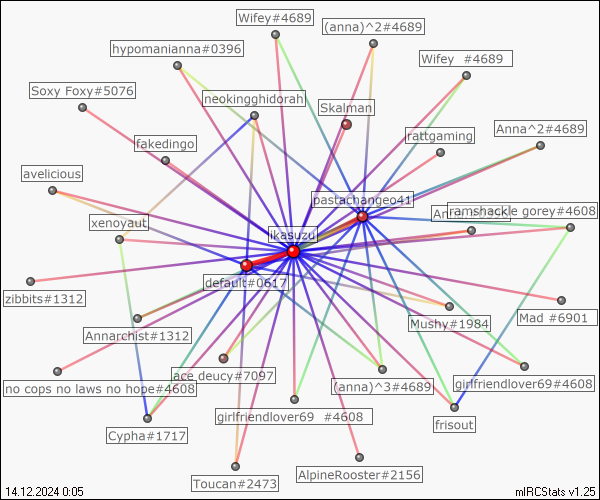 Wifey#4689
(anna)^2#4689
hypomanianna#0396
Wifey  #4689
Soxy Foxy#5076
neokingghidorah
Skalman
rattgaming
Anna^2#4689
fakedingo
avelicious
pastachangeo41
ramshackle gorey#4608
xenoyaut
ikasuzu
default#0617
zibbits#1312
Mad #6901
Mushy#1984
Annarchist#1312
ace deucy#7097
(anna)^3#4689
girlfriendlover69#4608
no cops no laws no hope#4608
girlfriendlover69  #4608
frisout
Cypha#1717
Toucan#2473
AlpineRooster#2156
14.12.2024 0:05
mIRCStats v1.25